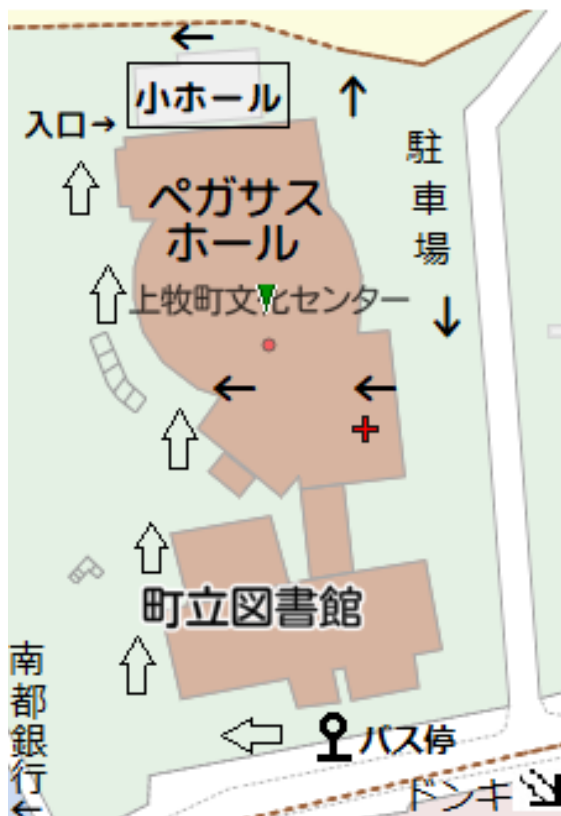 ←
小ホール
入口→
↑
駐車場
ペガサス
ホール
上牧町文化センター
↓
← ←
町立図書館
南都銀行
←
バス停
ドンキ